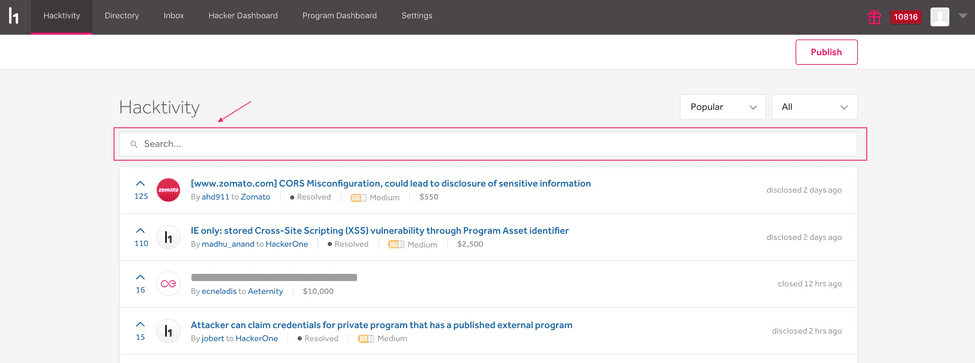 Hacktivity Directory Inbox Hacker Dashboard Program Dashboard Settings 10816
Publish
Hacktivity Popular All
Search...
[www.zomato.com] CORS Misconfiguration, could lead to disclosure of sensitive information
125 zomato By ahd911 to Zomato Resolved Medium $550 disclosed 2 days ago
IE only: stored Cross-Site Scripting (XSS) vulnerability through Program Asset identifier
110 By madhu_anand to HackerOne Resolved Medium $2,500 disclosed 2 days ago
16 By ecneladis to Aeternity $10,000 closed 12 hrs ago
Attacker can claim credentials for private program that has a published external program
15 By jobert to HackerOne Resolved Medium disclosed 2 hrs ago